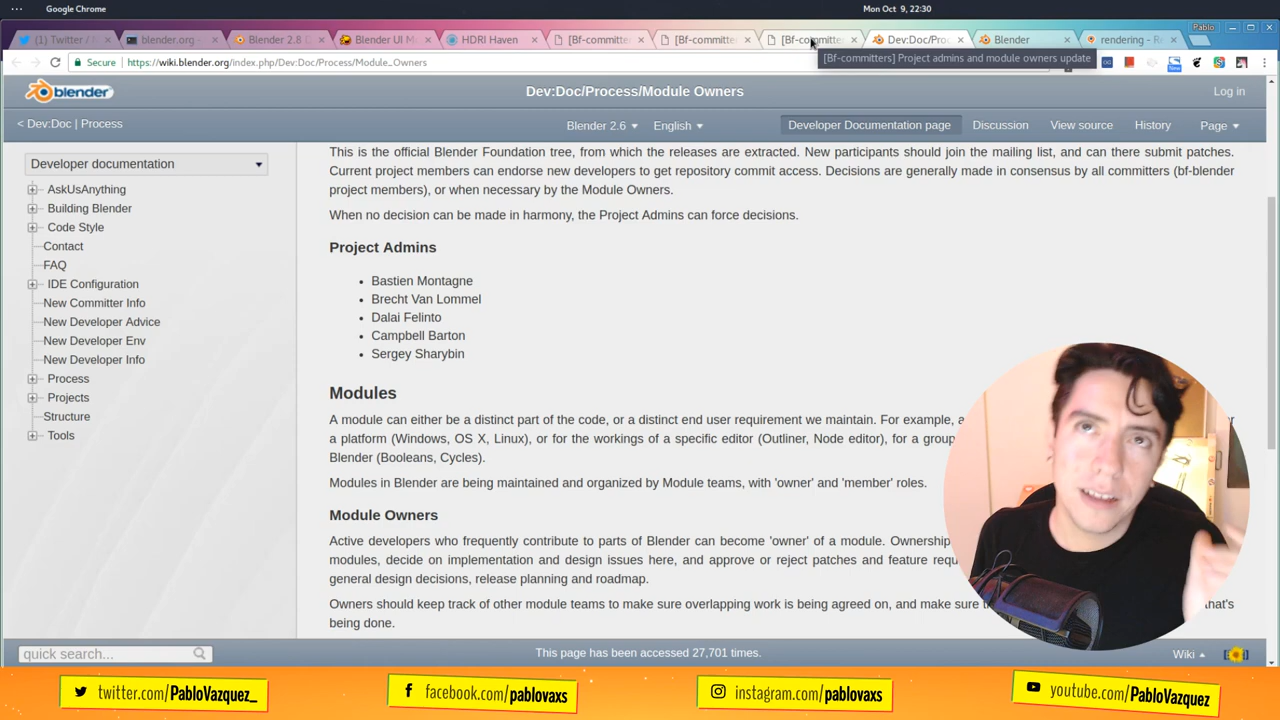 Google Chrome
Mon Oct 9, 22:30
(1) Twitter /
blender.org -
Blender 2.8
Blender UI M
HDRI Haven
[Bf-committe
[Bf-committe
[Bf-committe
Dev:Doc/Proc
Blender
rendering - R
Pablo
[Bf-committers] Project admins and module owners update
Secure
https://wiki.blender.org/index.php/Dev:Doc/Process/Module_Owners
blender
Dev:Doc/Process/Module Owners
Log in
< Dev:Doc | Process
Blender 2.6
English
Developer Documentation page
Discussion
View source
History
Page
Developer documentation
AskUsAnything
Building Blender
Code Style
Contact
FAQ
IDE Configuration
New Committer Info
New Developer Advice
New Developer Env
New Developer Info
Process
Projects
Structure
Tools
This is the official Blender Foundation tree, from which the releases are extracted. New participants should join the mailing list, and can there submit patches.
Current project members can endorse new developers to get repository commit access. Decisions are generally made in consensus by all committers (bf-blender
project members), or when necessary by the Module Owners.
When no decision can be made in harmony, the Project Admins can force decisions.
Project Admins
Bastien Montagne
Brecht Van Lommel
Dalai Felinto
Campbell Barton
Sergey Sharybin
Modules
A module can either be a distinct part of the code, or a distinct end user requirement we maintain. For example, a
a platform (Windows, OS X, Linux), or for the workings of a specific editor (Outliner, Node editor), for a group
Blender (Booleans, Cycles).
Modules in Blender are being maintained and organized by Module teams, with 'owner' and 'member' roles.
Module Owners
Active developers who frequently contribute to parts of Blender can become 'owner' of a module. Ownership
modules, decide on implementation and design issues here, and approve or reject patches and feature requ
general design decisions, release planning and roadmap.
Owners should keep track of other module teams to make sure overlapping work is being agreed on, and make sure t that's
being done.
quick search...
This page has been accessed 27,701 times.
Wiki
twitter.com/PabloVazquez_
facebook.com/pablovaxs
instagram.com/pablovaxs
youtube.com/PabloVazquez